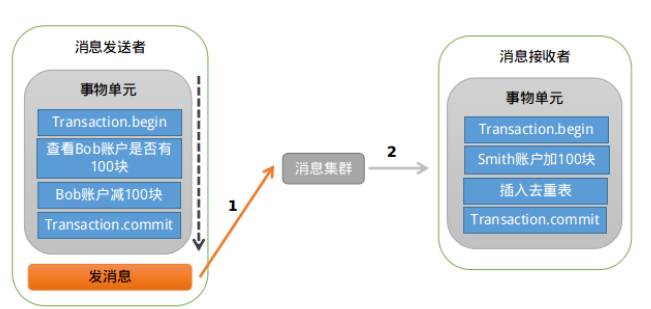 消息发送者
事物单元
Transaction.begin
查看Bob账户是否有
100块
Bob账户减100块
Transaction.commit
发消息
1
消息集群
2
消息接收者
事物单元
Transaction.begin
Smith账户加100块
插入去重表
Transaction.commit